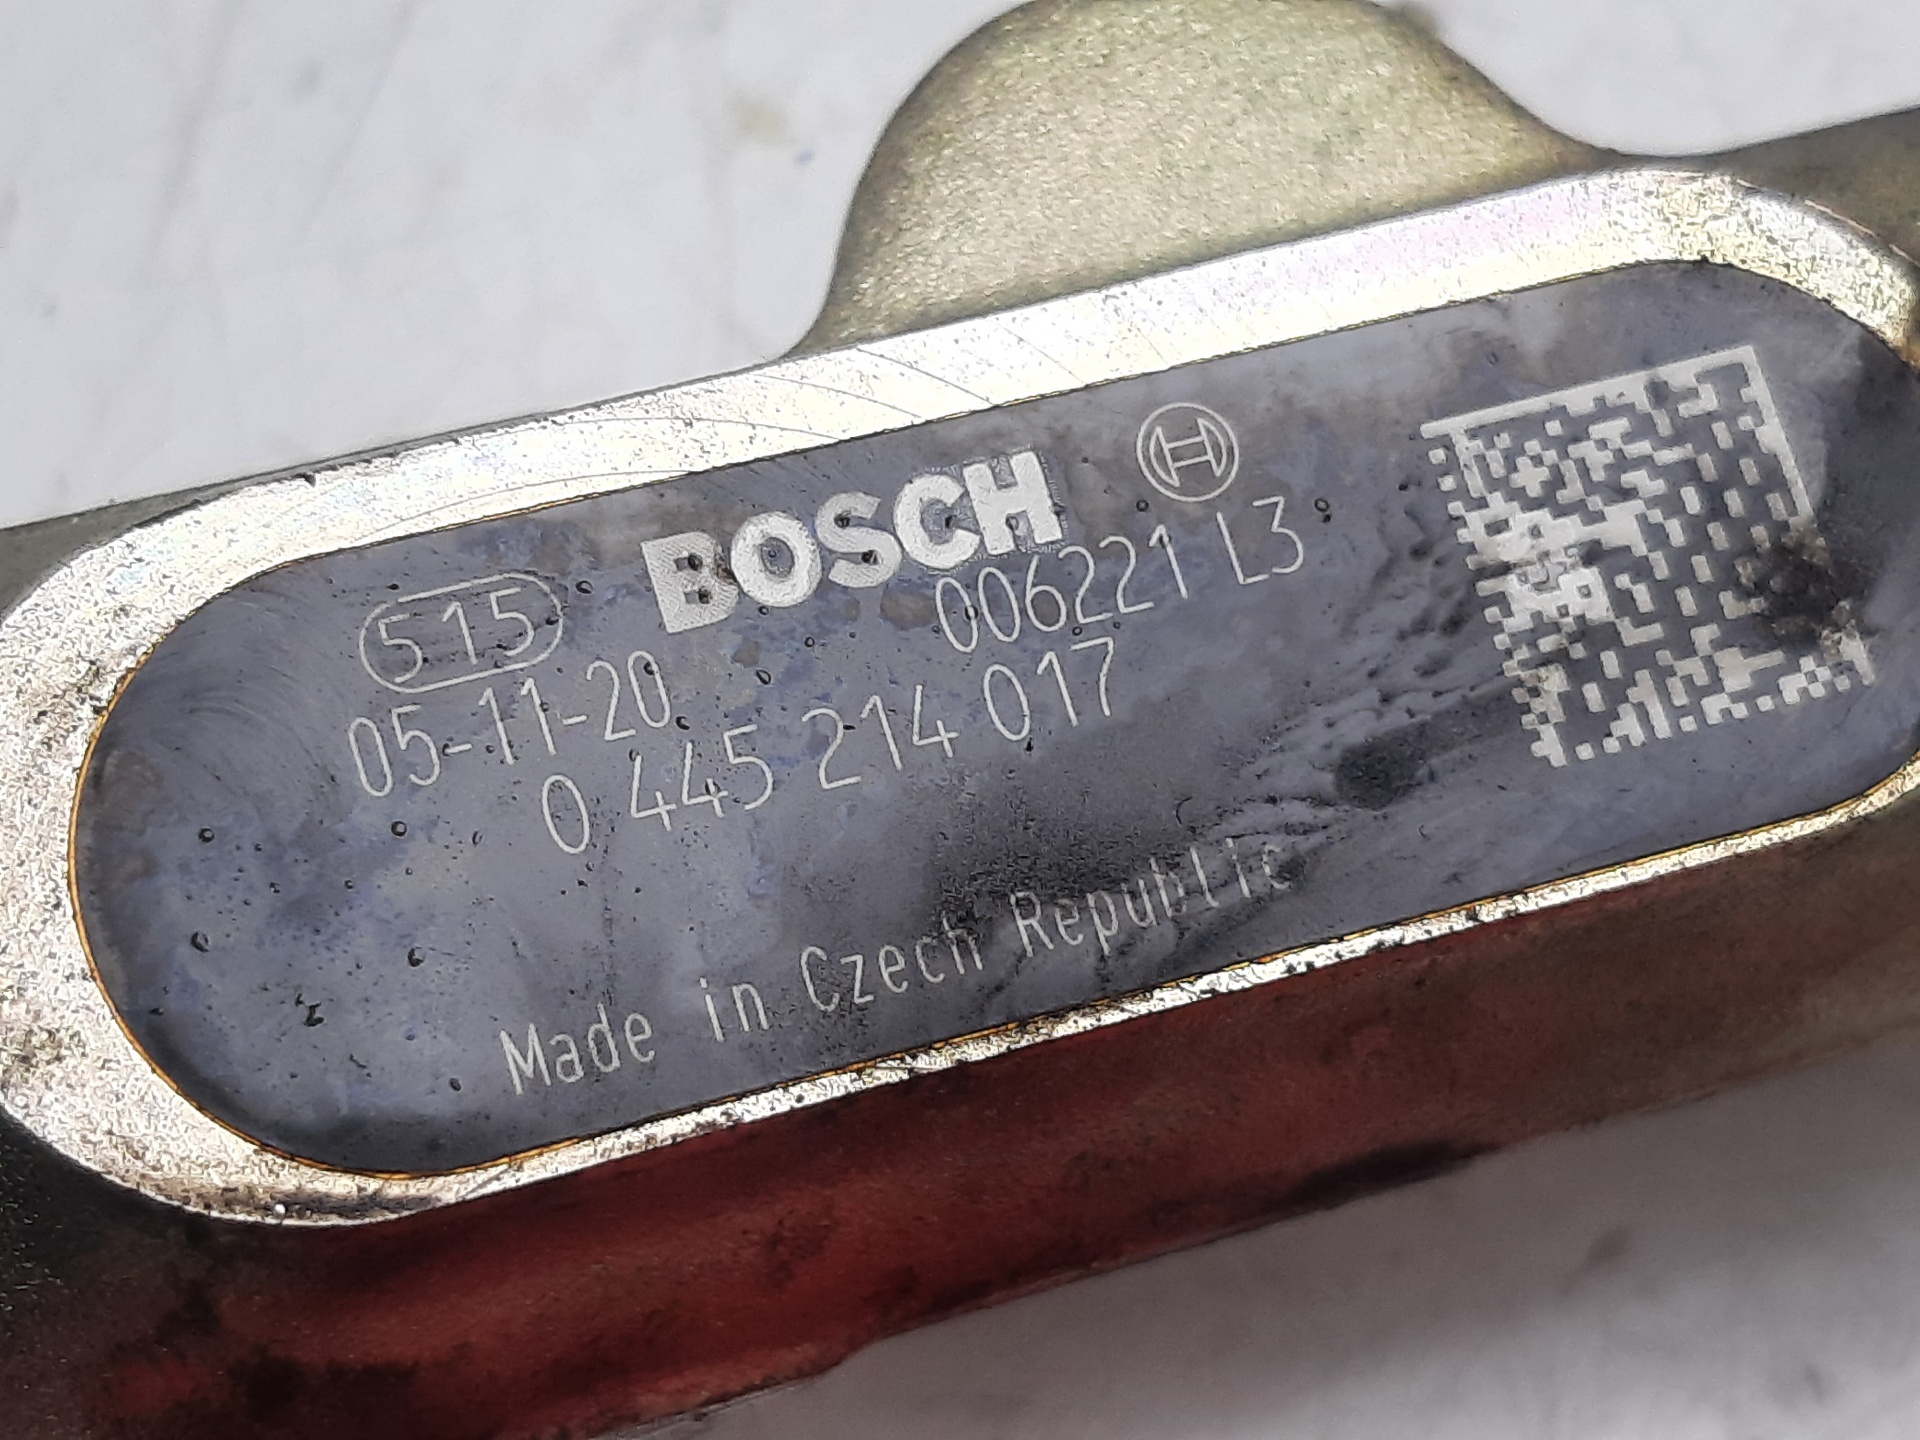 515 BOSCH
05-11-20 006221 L3
0 445 214 017
Made in Czech Republic